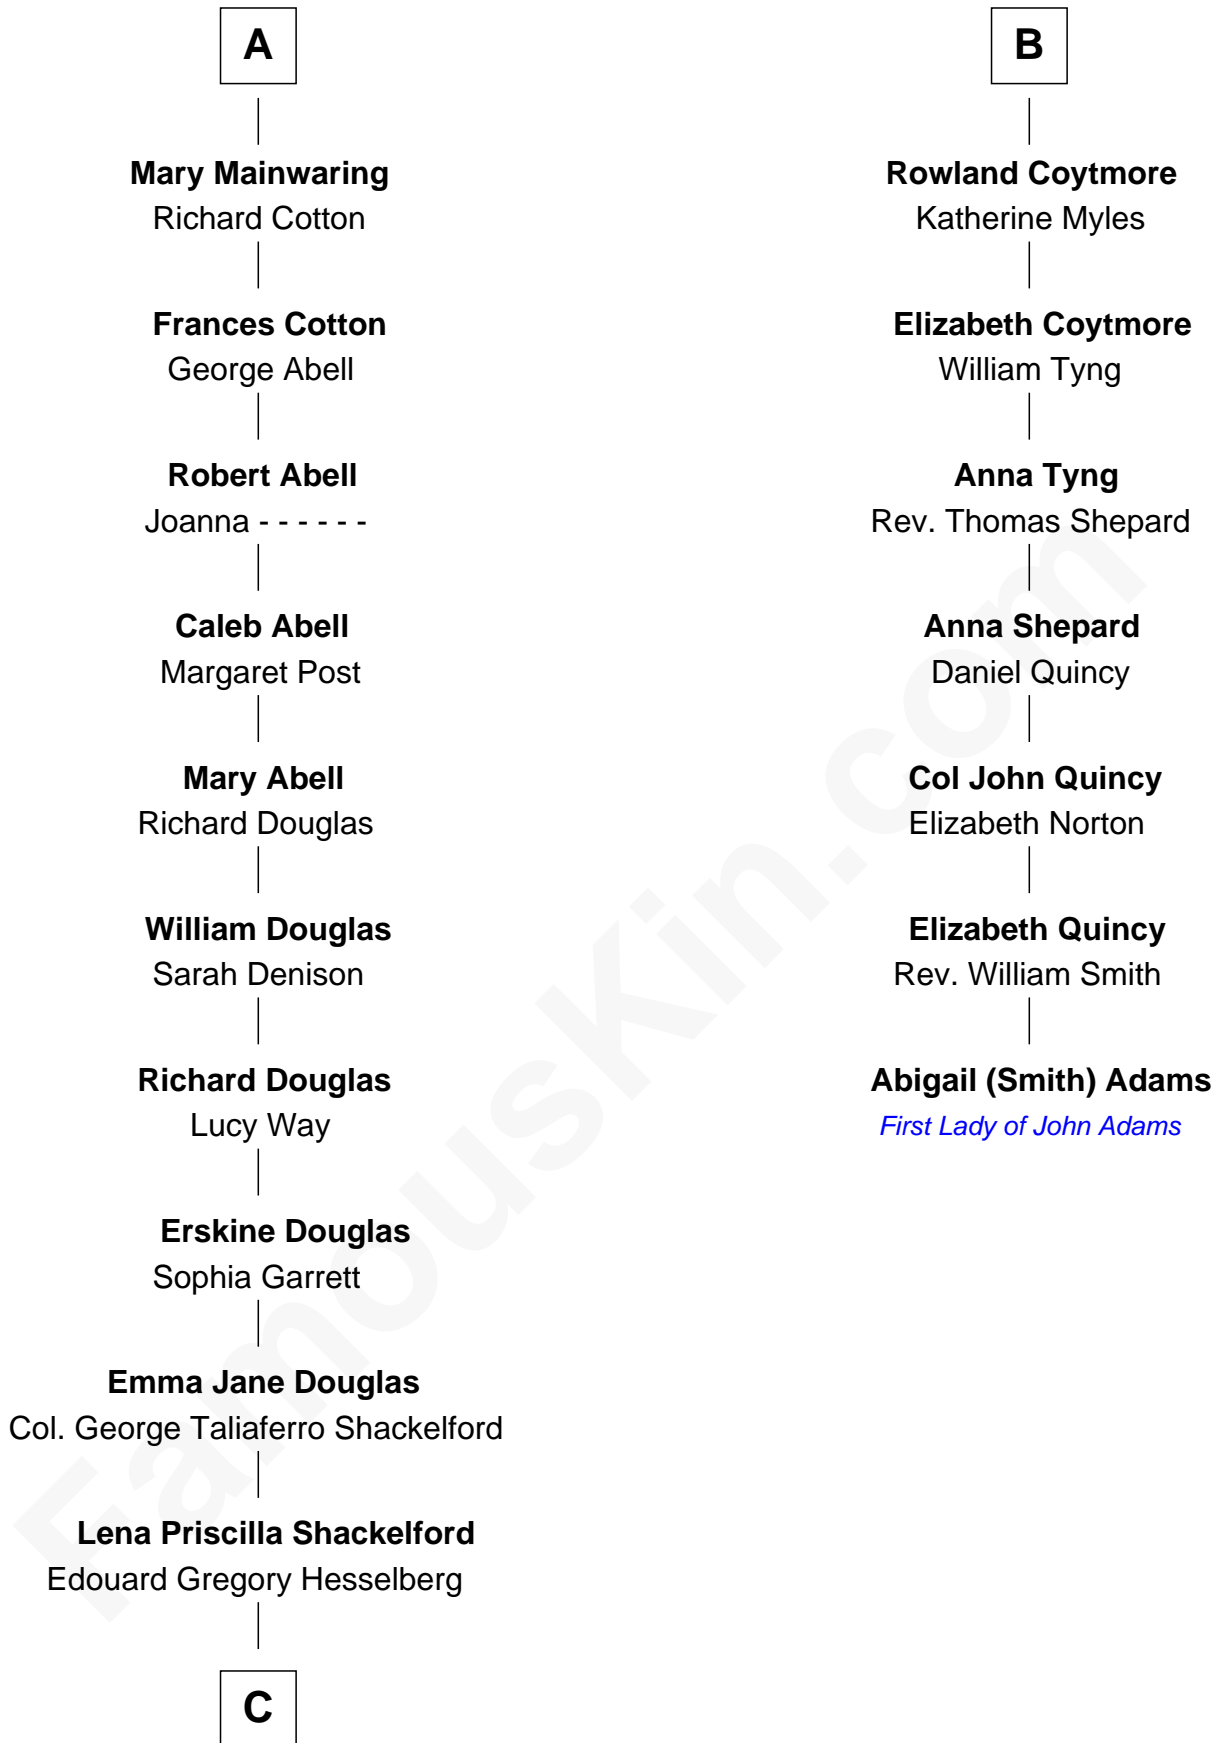 A
Mary Mainwaring
Richard Cotton
Frances Cotton
George Abell
Robert Abell
Joanna - - - - - -
Caleb Abell
Margaret Post
Mary Abell
Richard Douglas
William Douglas
Sarah Denison
Richard Douglas
Lucy Way
Erskine Douglas
Sophia Garrett
Emma Jane Douglas
Col. George Taliaferro Shackelford
Lena Priscilla Shackelford
Edouard Gregory Hesselberg
C
B
Rowland Coytmore
Katherine Myles
Elizabeth Coytmore
William Tyng
Anna Tyng
Rev. Thomas Shepard
Anna Shepard
Daniel Quincy
Col John Quincy
Elizabeth Norton
Elizabeth Quincy
Rev. William Smith
Abigail (Smith) Adams
First Lady of John Adams
FamousKin.com